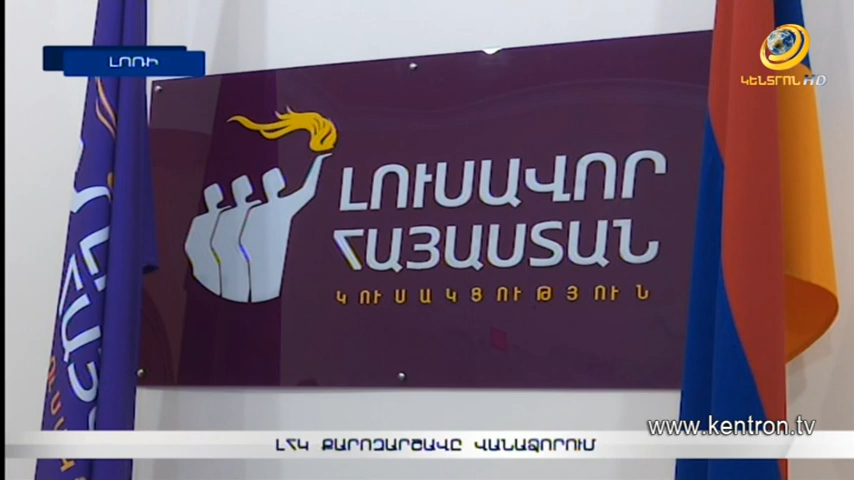 ԼՈՌԻ
ԿԵՆՏՐՈՆ HD
ԼՈՒՍԱՎՈՐ
ՀԱՅԱՍՏԱՆ
ԿՈՒՍԱԿՑՈՒԹՅՈՒՆ
www.kentron.tv
ԼՀԿ ՔԱՐՈԶԱՐՇԱՎԸ ՎԱՆԱՁՈՐՈՒՄ